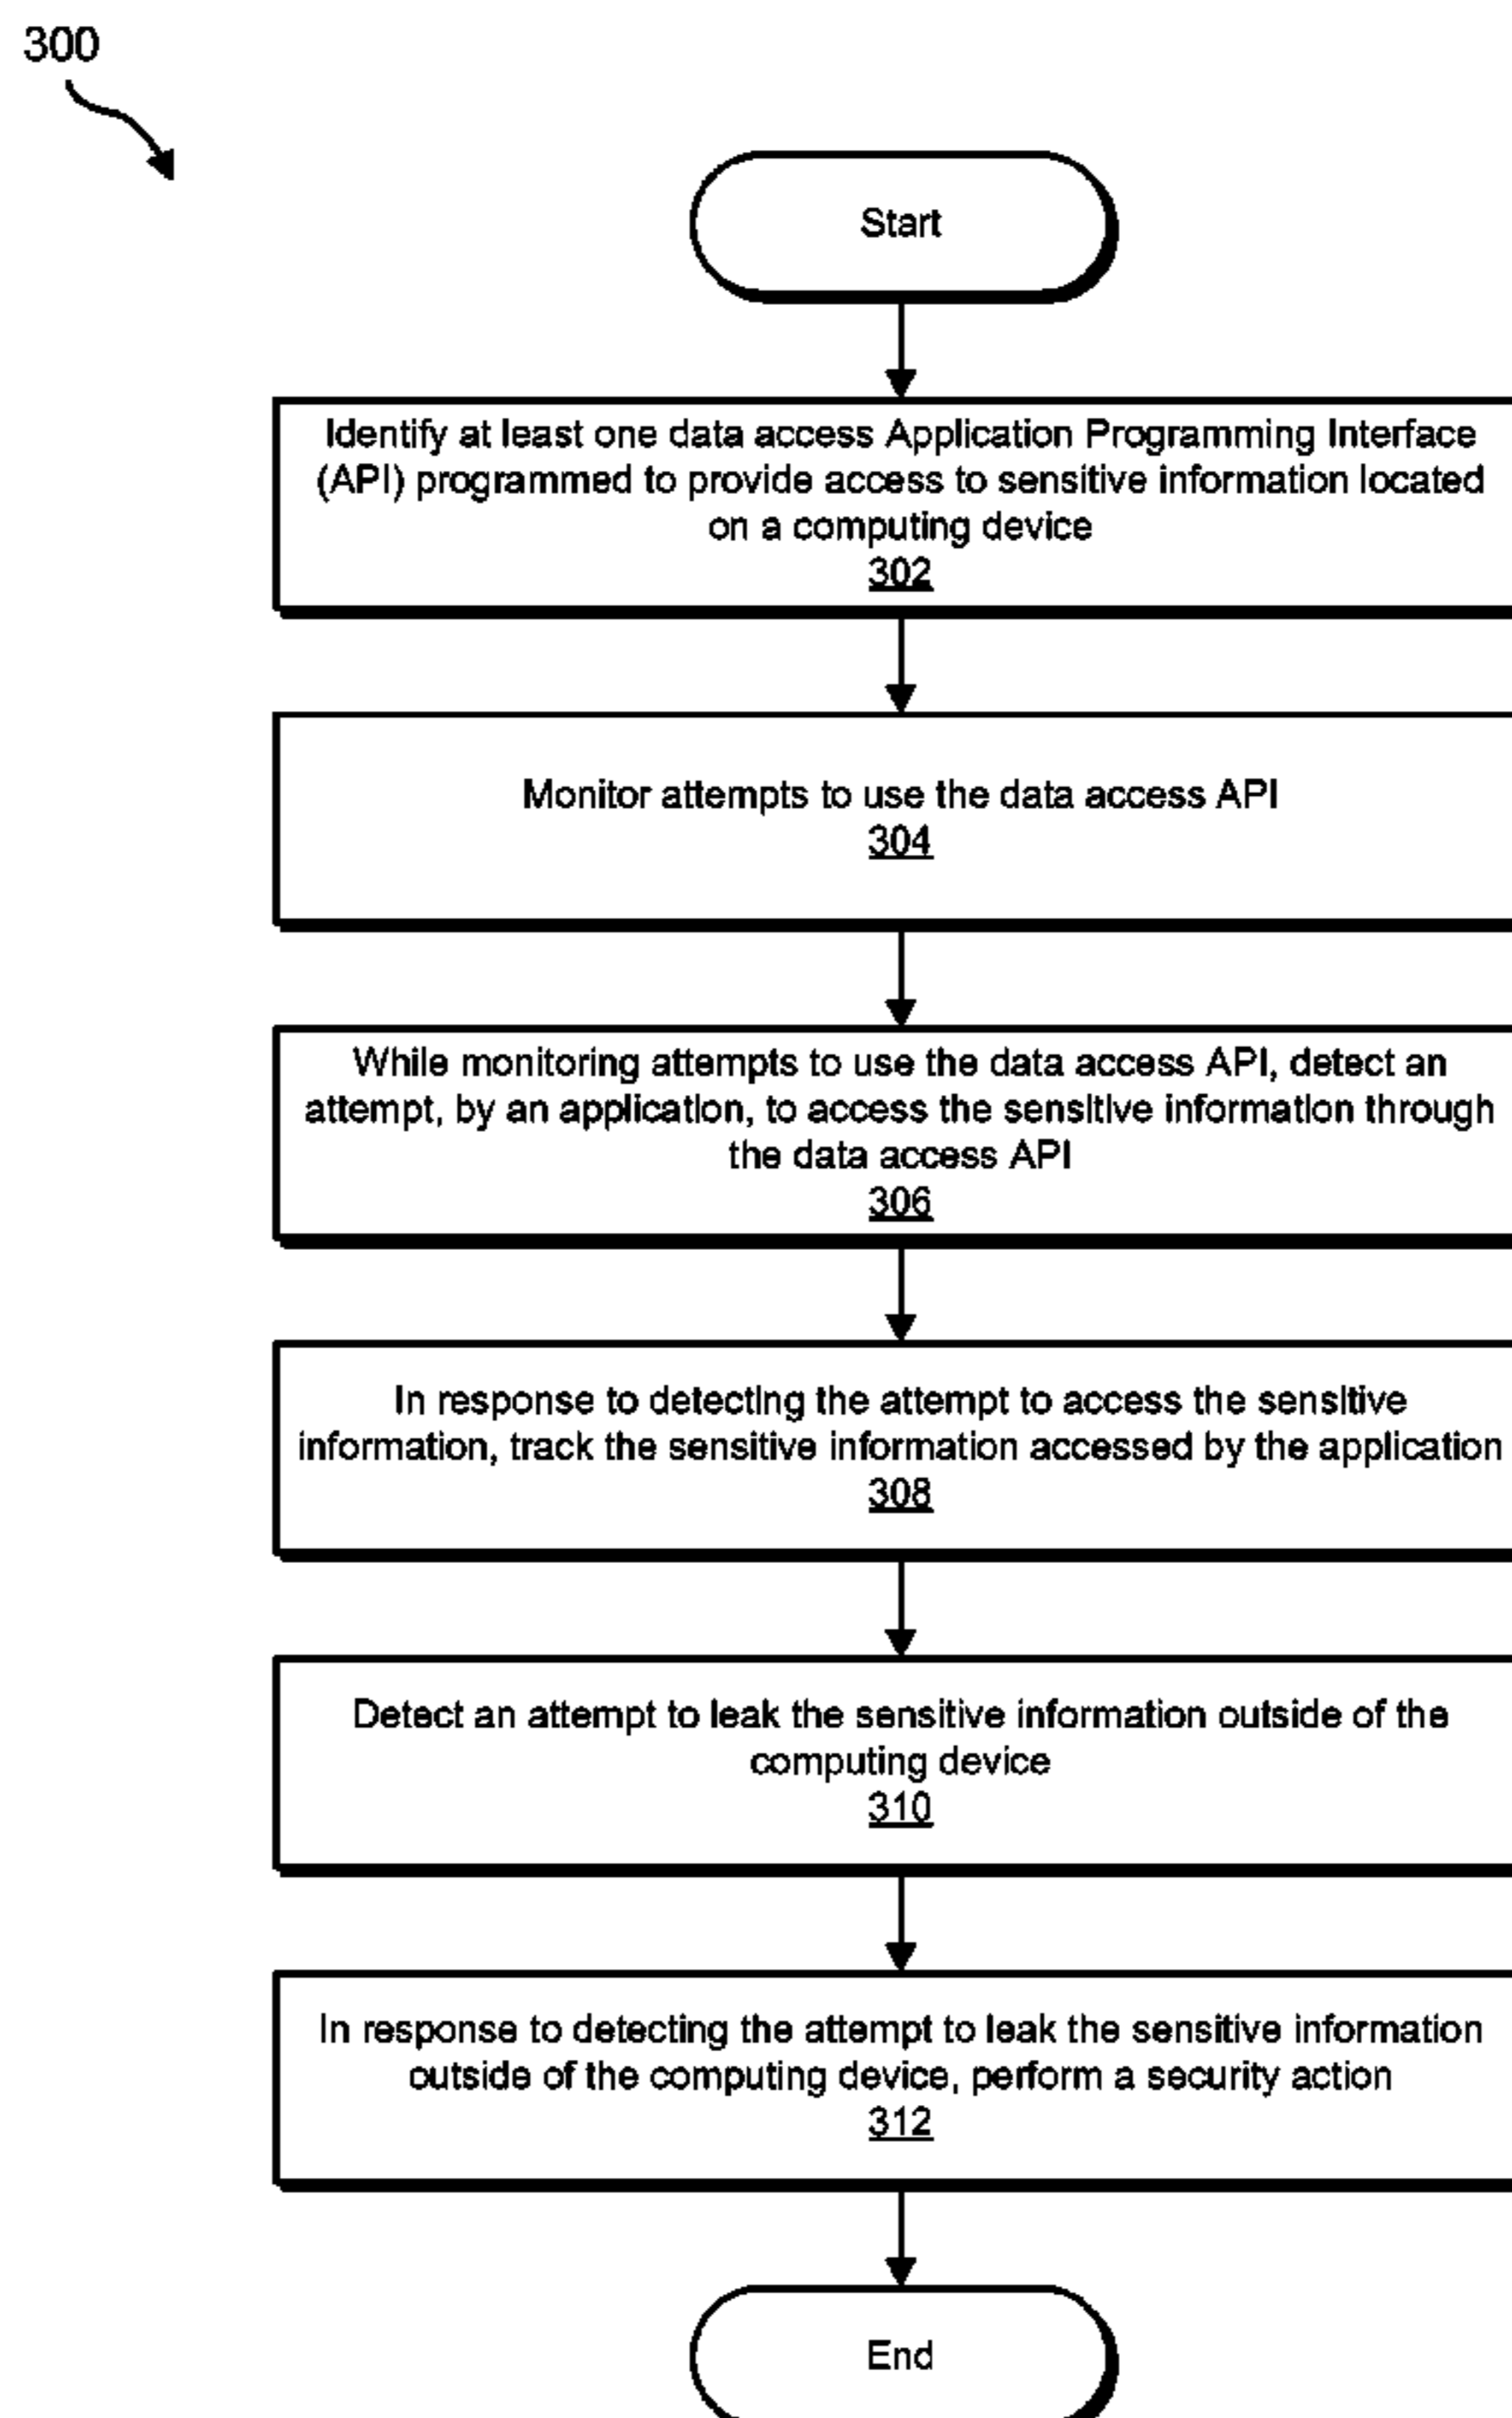 300
Start
Identify at least one data access Application Programming Interface
(API) programmed to provide access to sensitive information located
on a computing device
302
Monitor attempts to use the data access API
304
While monitoring attempts to use the data access API, detect an
attempt, by an application, to access the sensitive information through
the data access API
306
In response to detecting the attempt to access the sensitive
information, track the sensitive information accessed by the application
308
Detect an attempt to leak the sensitive information outside of the
computing device
310
In response to detecting the attempt to leak the sensitive information
outside of the computing device, perform a security action
312
End